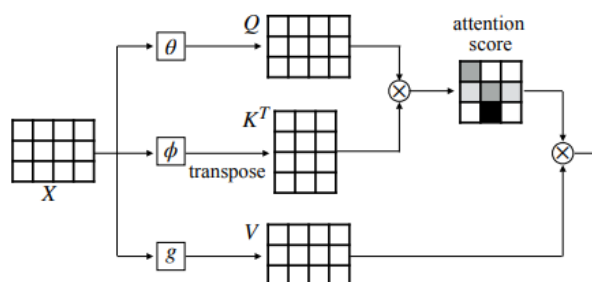 attention
score
θ
Q
X
ϕ
K^T
transpose
g
V